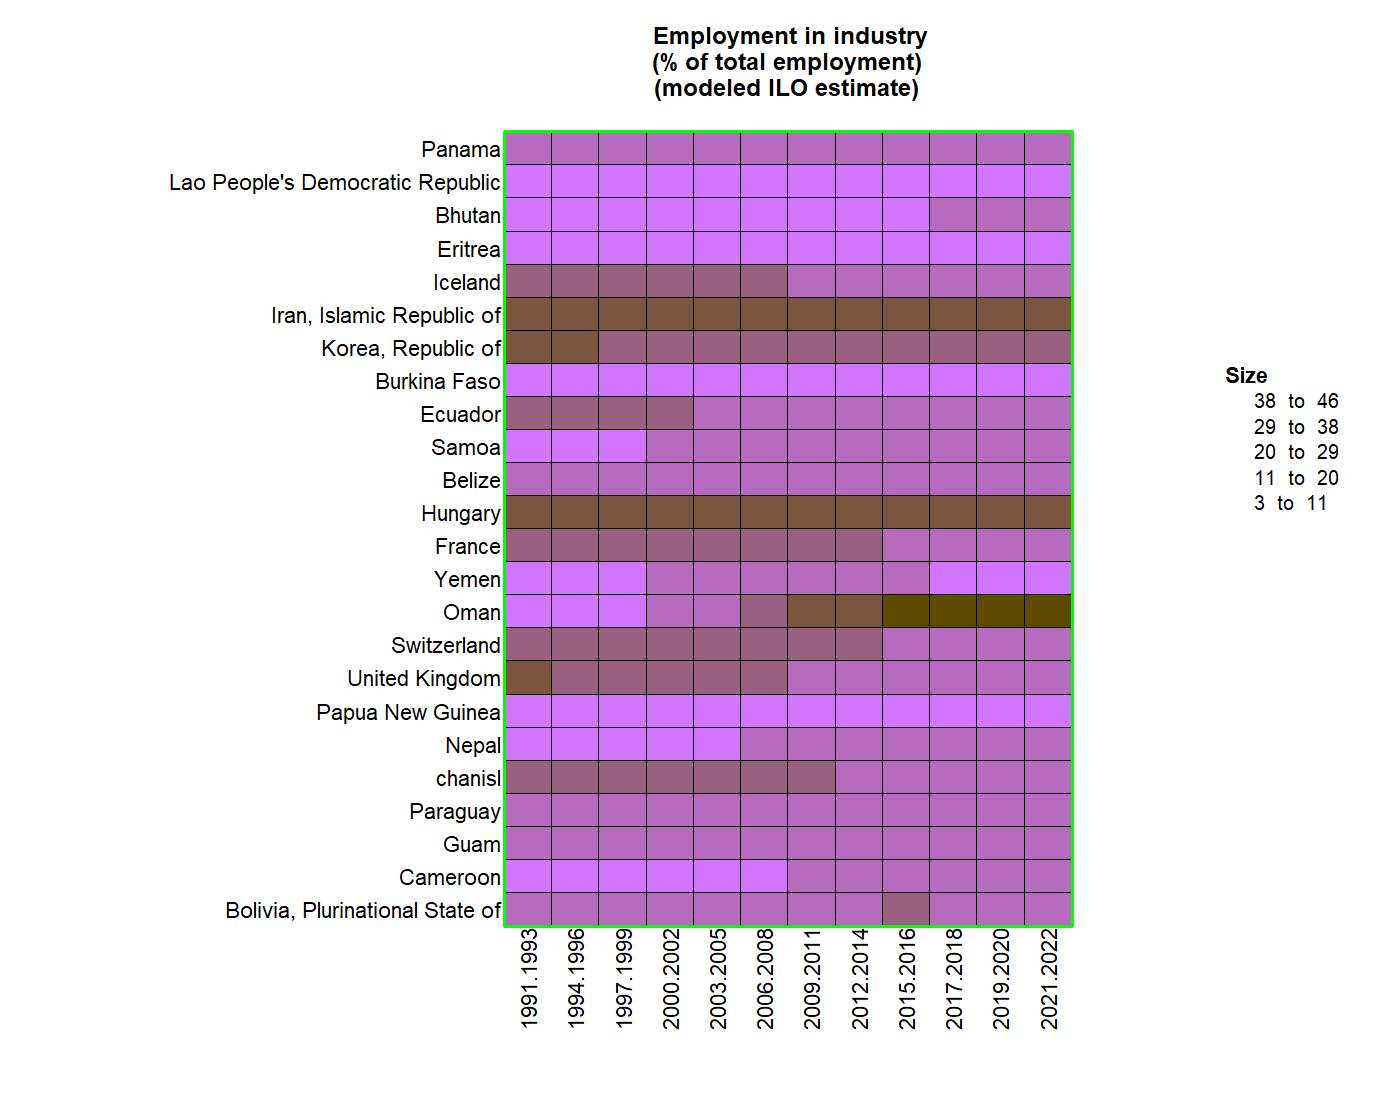 Employment in industry
(% of total employment)
(modeled ILO estimate)
Panama
Lao People's Democratic Republic
Bhutan
Eritrea
Iceland
Iran, Islamic Republic of
Korea, Republic of
Burkina Faso
Ecuador
Samoa
Belize
Hungary
France
Yemen
Oman
Switzerland
United Kingdom
Papua New Guinea
Nepal
chanisl
Paraguay
Guam
Cameroon
Bolivia, Plurinational State of
1991.1993
1994.1996
1997.1999
2000.2002
2003.2005
2006.2008
2009.2011
2012.2014
2015.2016
2017.2018
2019.2020
2021.2022
Size
38 to 46
29 to 38
20 to 29
11 to 20
3 to 11